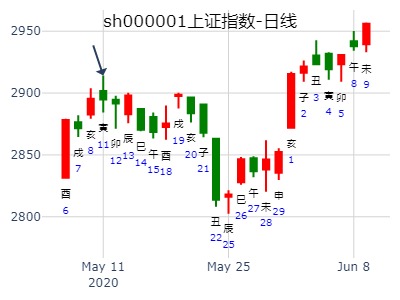 sh000001上证指数-日线
2950
2900
2850
2800
酉
6
戌
7
亥
8
寅
11
卯
12
辰
13
巳
14
午
15
酉
18
戌
19
亥
20
子
21
丑
22
辰
25
巳
26
午
27
未
28
申
29
亥
1
子
2
丑
3
寅
4
卯
5
午
8
未
9
May 11
2020
May 25
Jun 8